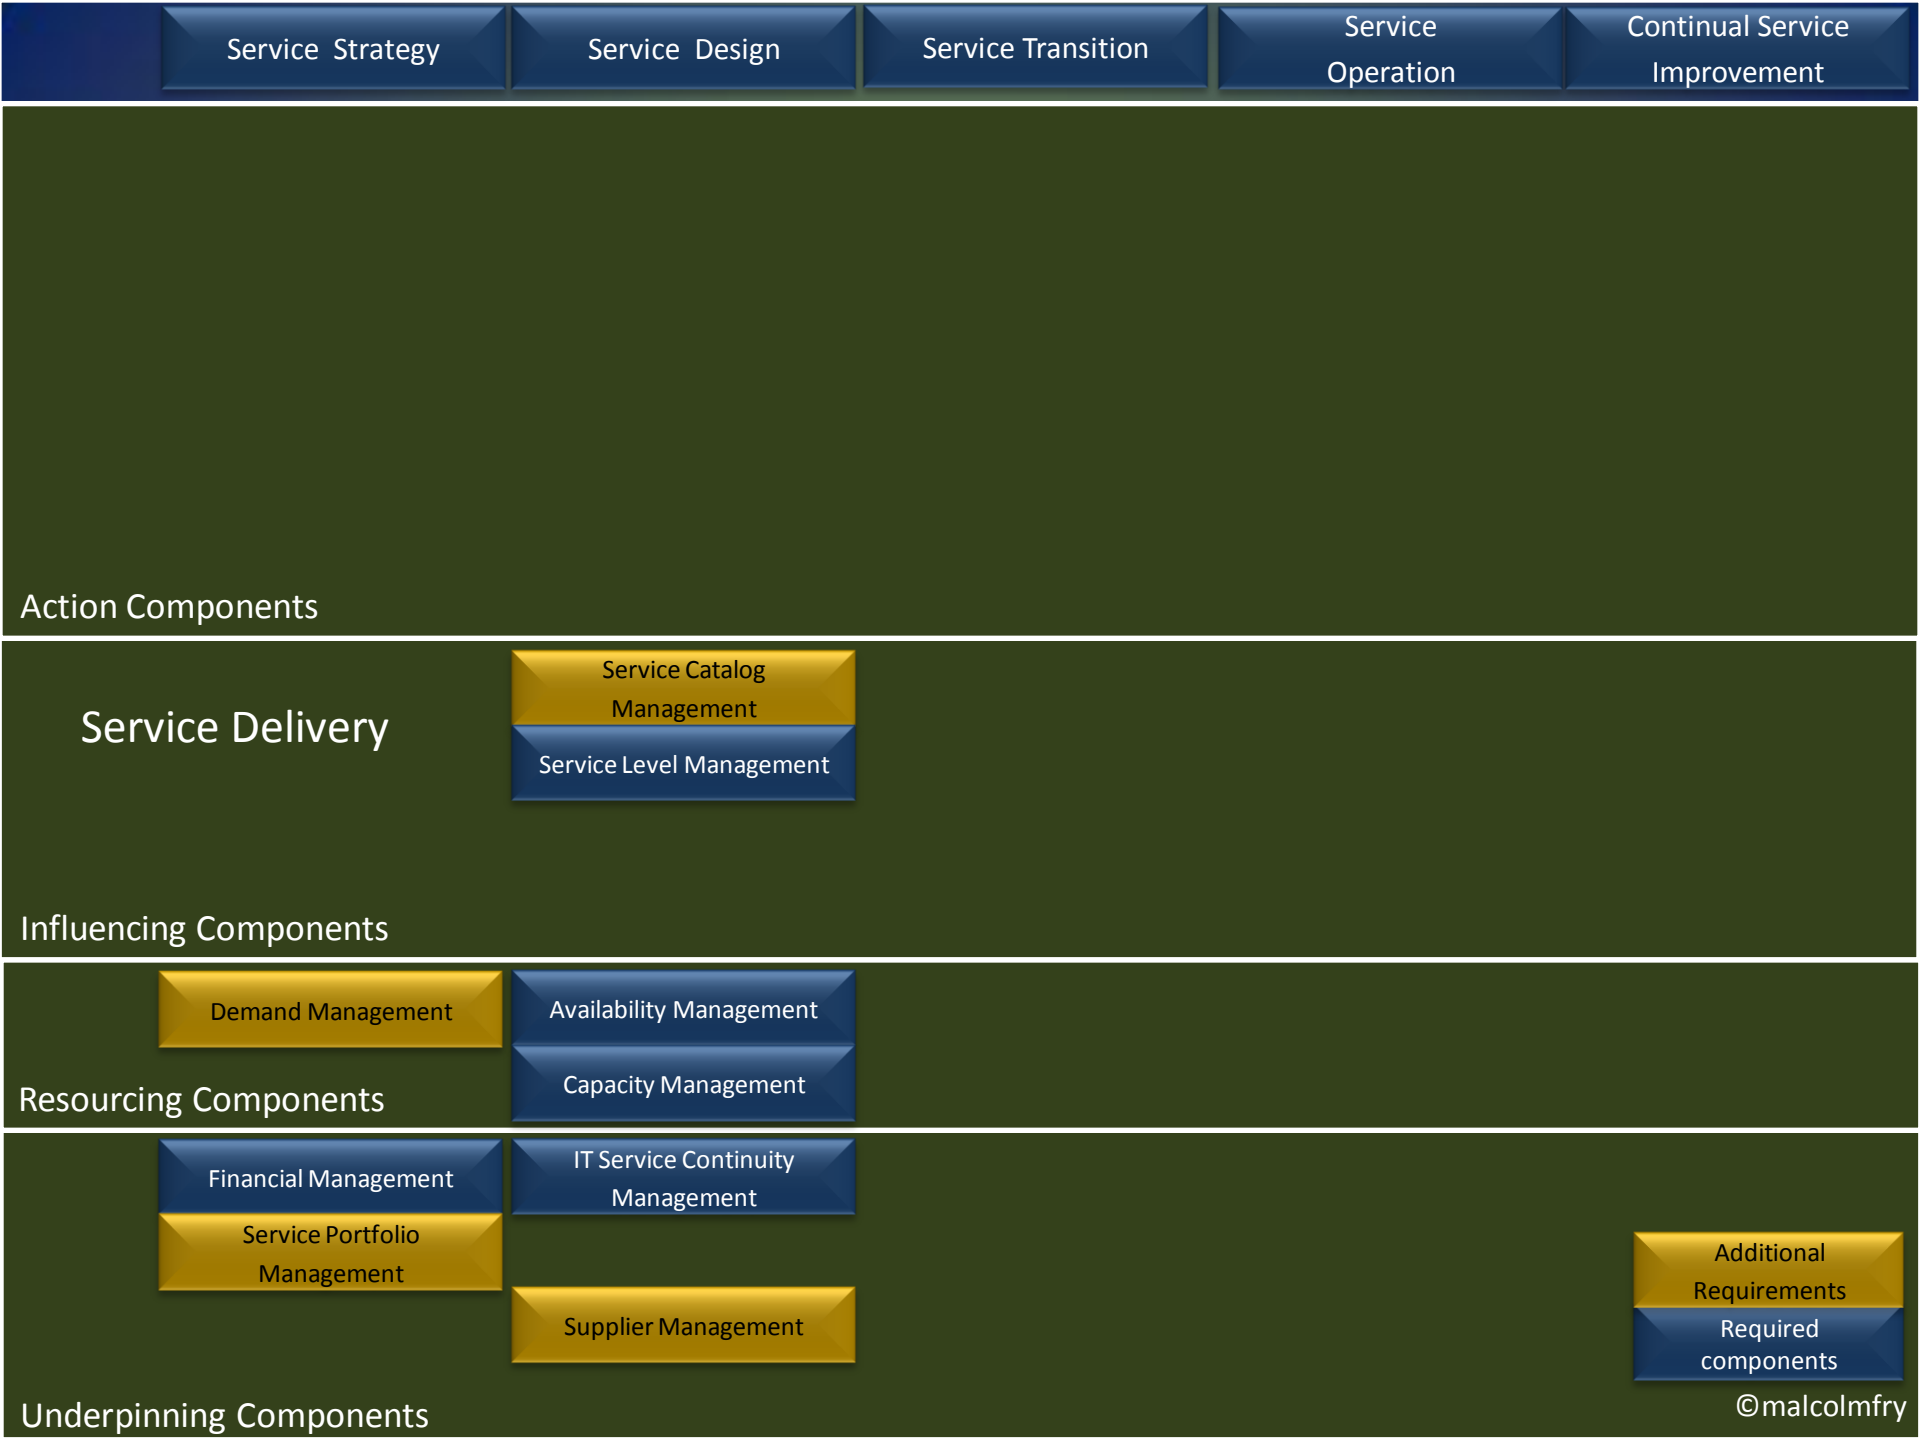 Service Strategy
Service Design
Service Transition
Service
Operation
Continual Service
Improvement
Action Components
Service Delivery
Service Catalog
Management
Service Level Management
Influencing Components
Demand Management
Availability Management
Capacity Management
Resourcing Components
Financial Management
IT Service Continuity
Management
Service Portfolio
Management
Supplier Management
Additional
Requirements
Required
components
Underpinning Components
©malcolmfry